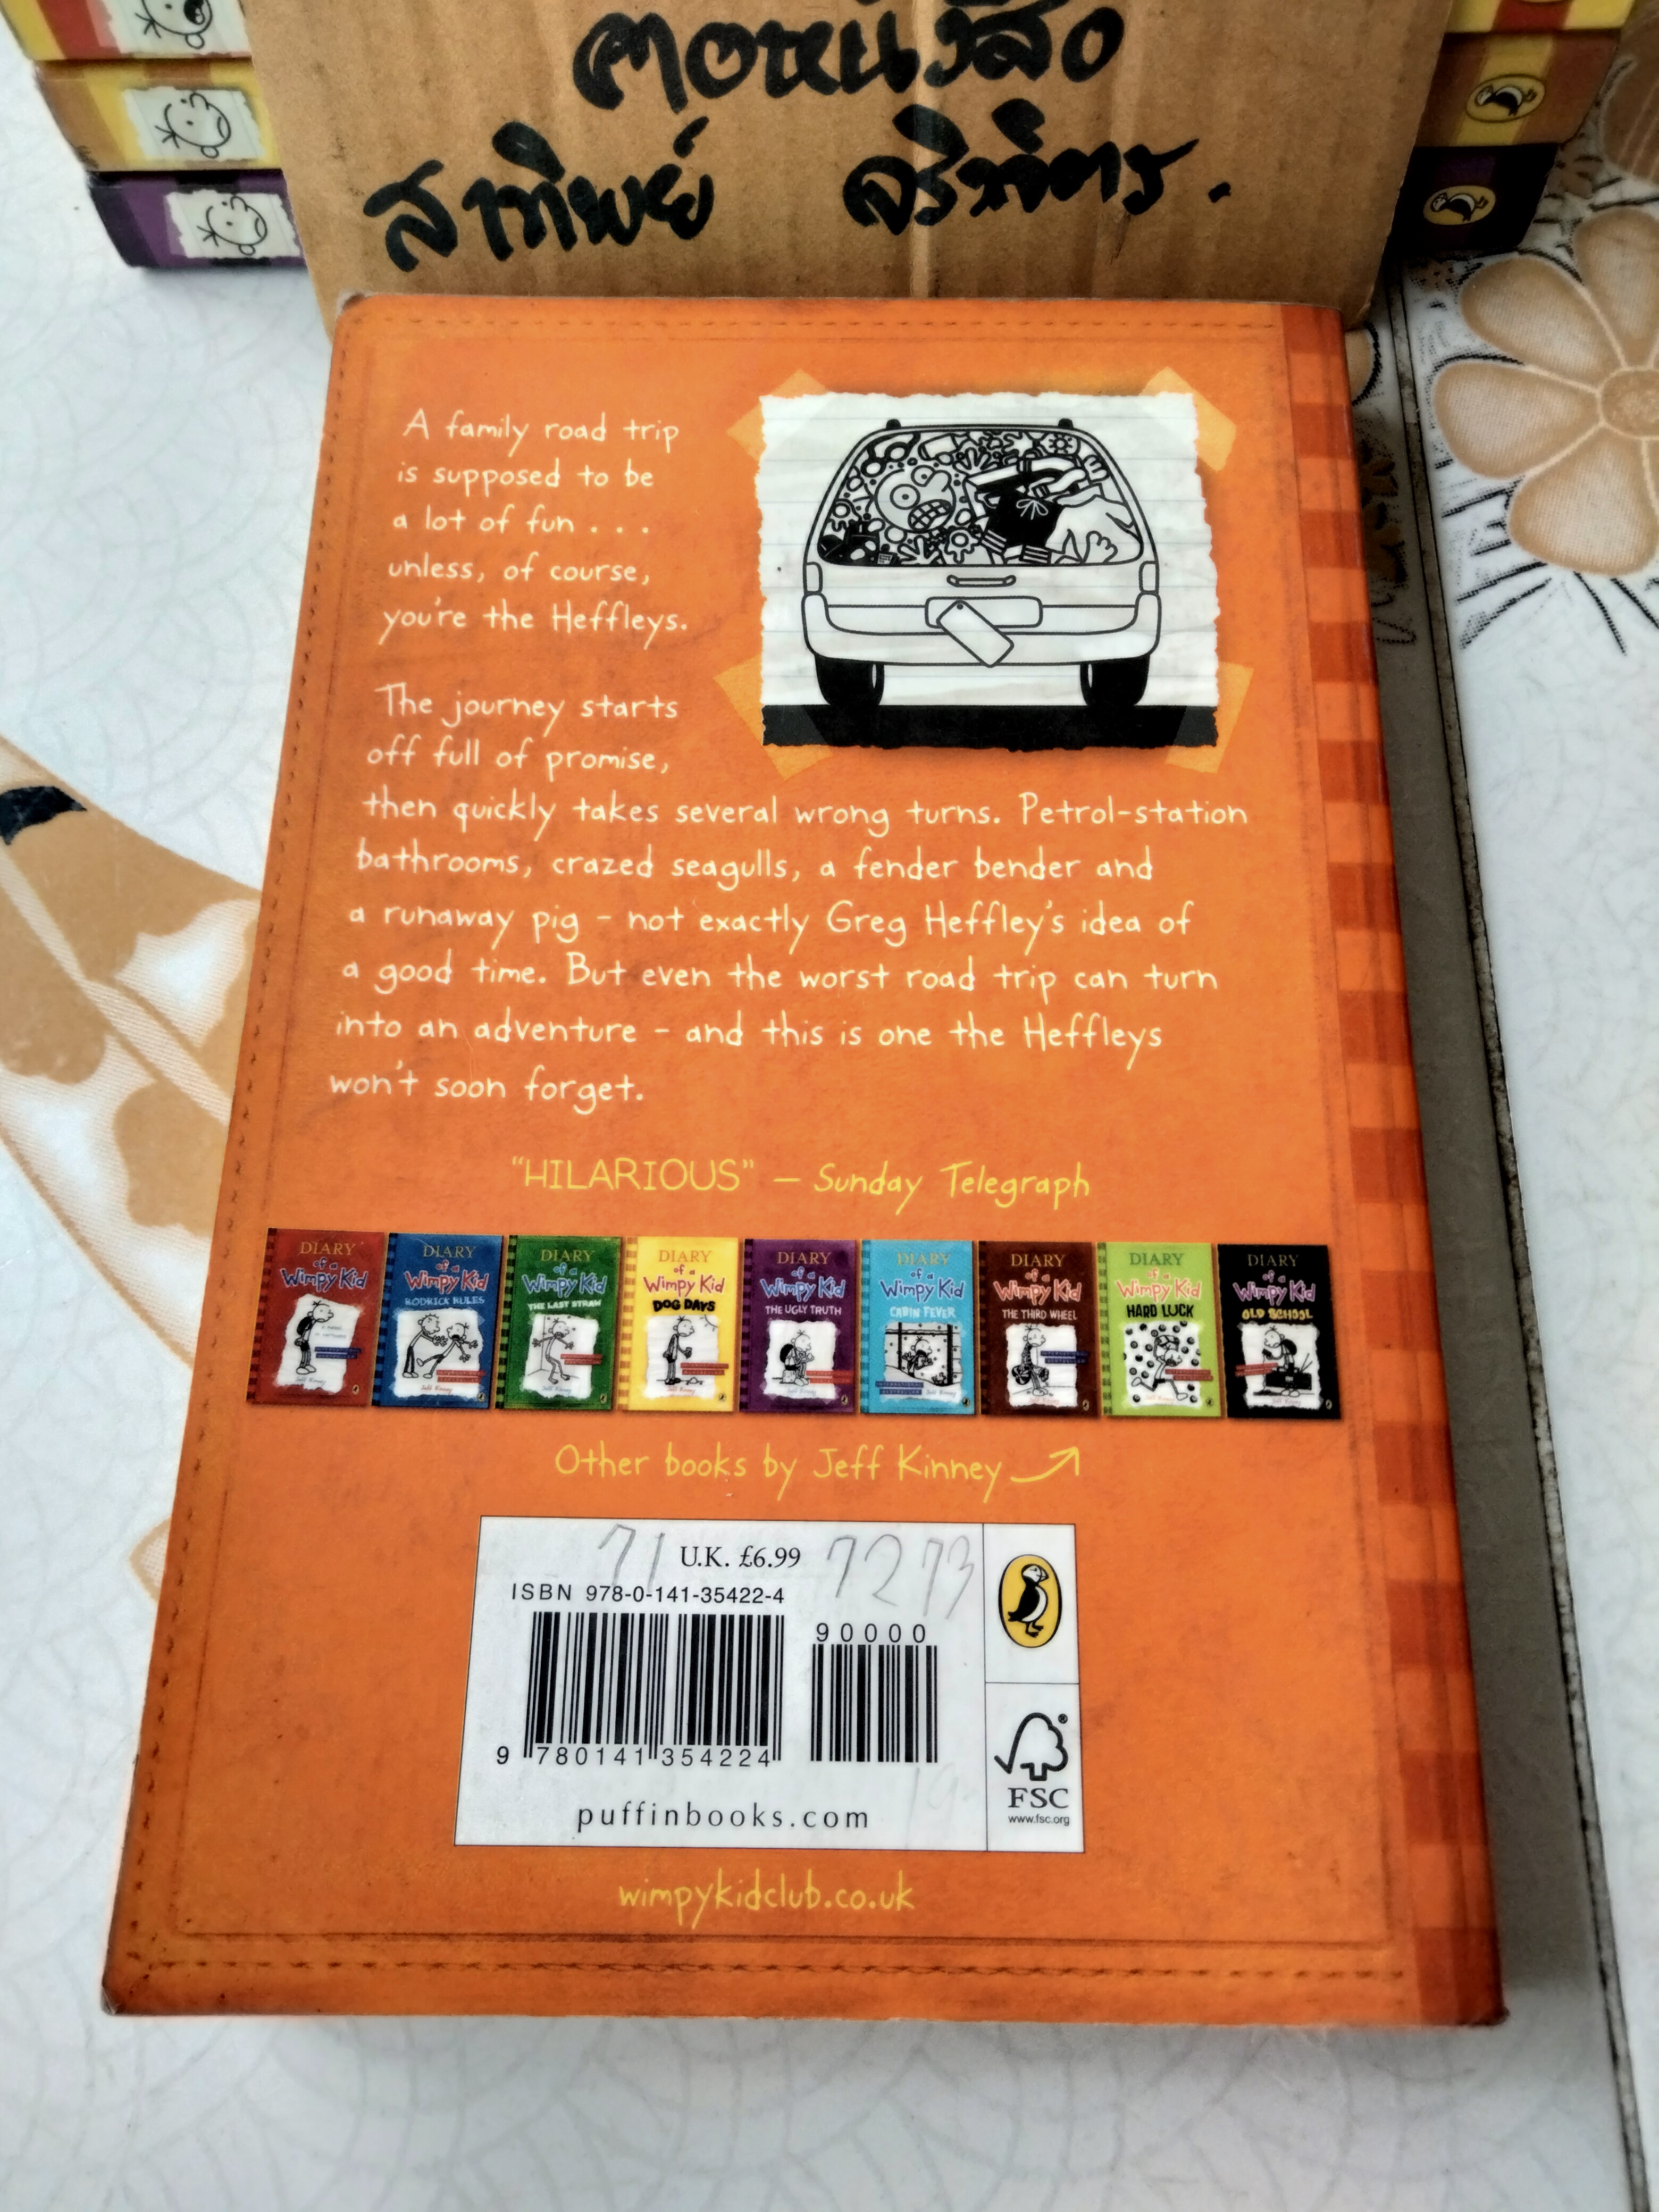 ตอหนังสือ
สาทิพย์ ศริพิตร.
A family road trip
is supposed to be
a lot of fun . . .
unless, of course,
you're the Heffleys.
The journey starts
off full of promise,
then quickly takes several wrong turns. Petrol-station
bathrooms, crazed seagulls, a fender bender and
a runaway pig – not exactly Greg Heffley's idea of
a good time. But even the worst road trip can turn
into an adventure – and this is one the Heffleys
won't soon forget.
"HILARIOUS" – Sunday Telegraph
DIARY of a Wimpy Kid
DIARY of a Wimpy Kid RODRICK RULES
DIARY of a Wimpy Kid THE LAST STRAW
DIARY of a Wimpy Kid DOG DAYS
DIARY of a Wimpy Kid THE UGLY TRUTH
DIARY of a Wimpy Kid CABIN FEVER
DIARY of a Wimpy Kid THE THIRD WHEEL
DIARY of a Wimpy Kid HARD LUCK
DIARY of a Wimpy Kid OLD SCHOOL
Other books by Jeff Kinney
71 U.K. £6.99 72 73
ISBN 978-0-141-35422-4
90000
9 780141 354224
puffinbooks.com
FSC
www.fsc.org
wimpykidclub.co.uk